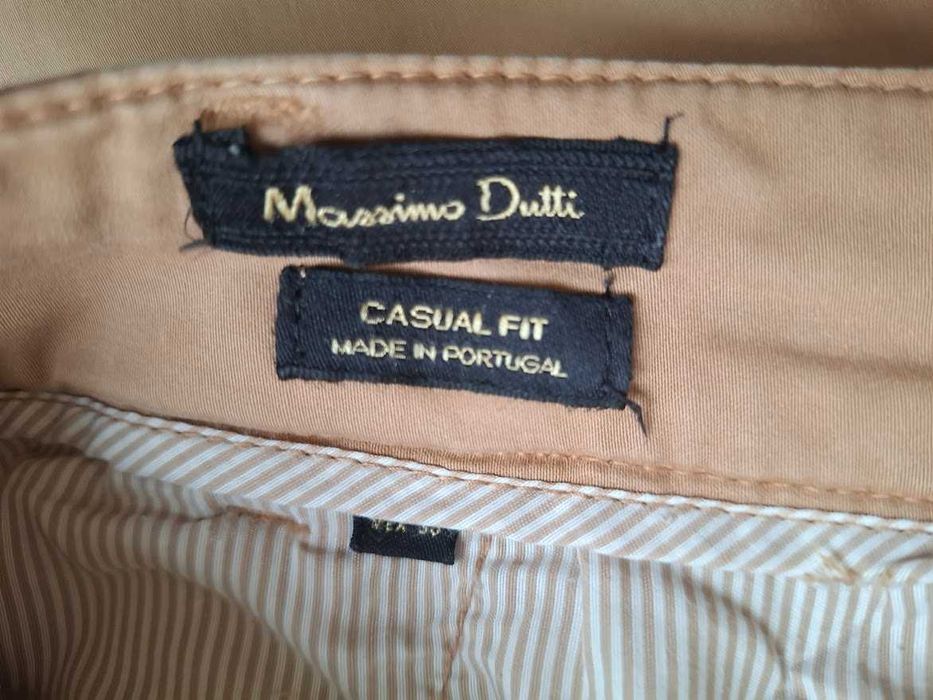 Massimo Dutti
CASUAL FIT
MADE IN PORTUGAL